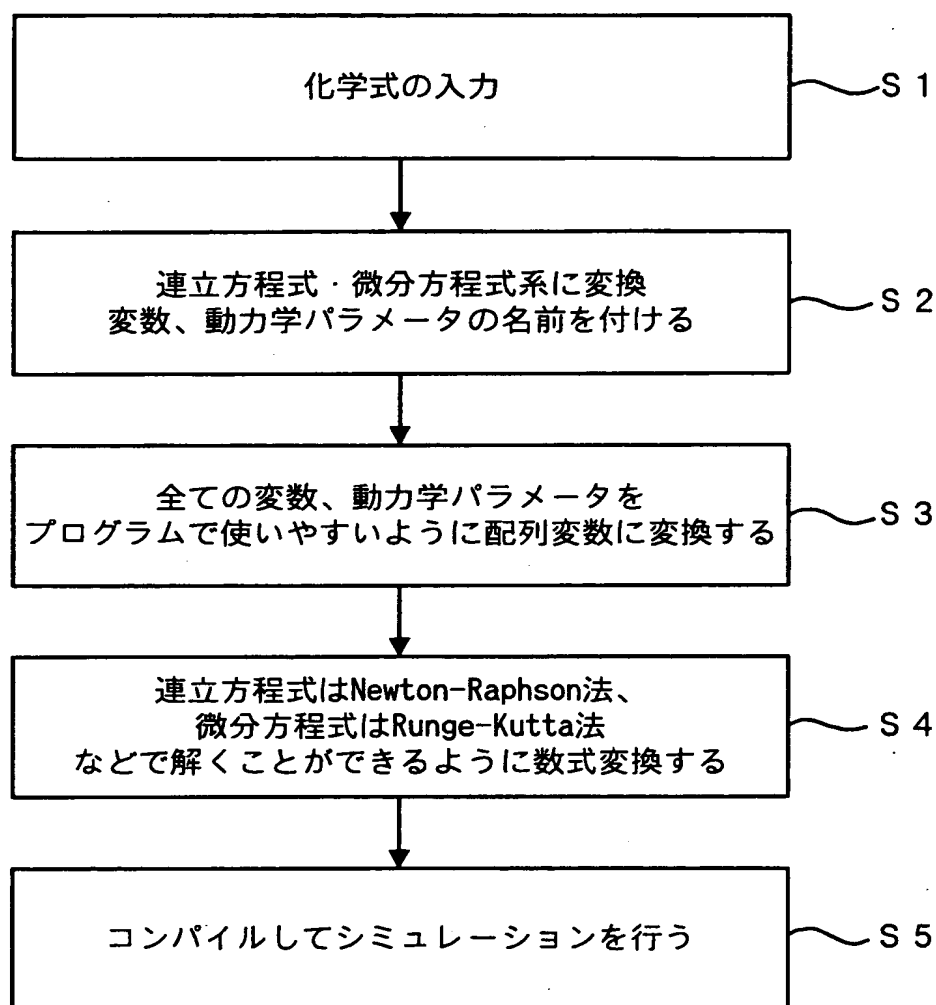 化学式の入力
S 1
連立方程式・微分方程式系に変換
変数、動力学パラメータの名前を付ける
S 2
全ての変数、動力学パラメータを
プログラムで使いやすいように配列変数に変換する
S 3
連立方程式はNewton-Raphson法、
微分方程式はRunge-Kutta法
などで解くことができるように数式変換する
S 4
コンパイルしてシミュレーションを行う
S 5